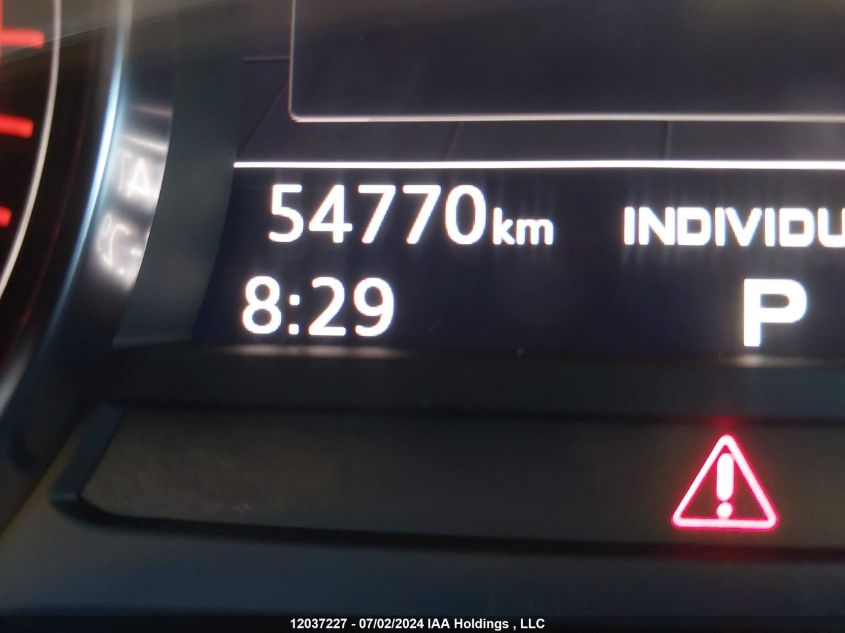 54770km INDIVIDU
8:29 P
12037227 - 07/02/2024 IAA Holdings , LLC